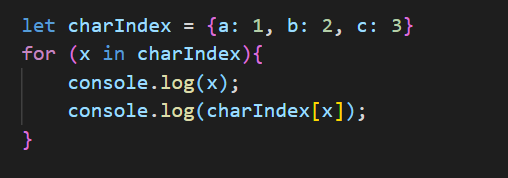 let charIndex = {a: 1, b: 2, c: 3}
for (x in charIndex){
    console.log(x);
    console.log(charIndex[x]);
}